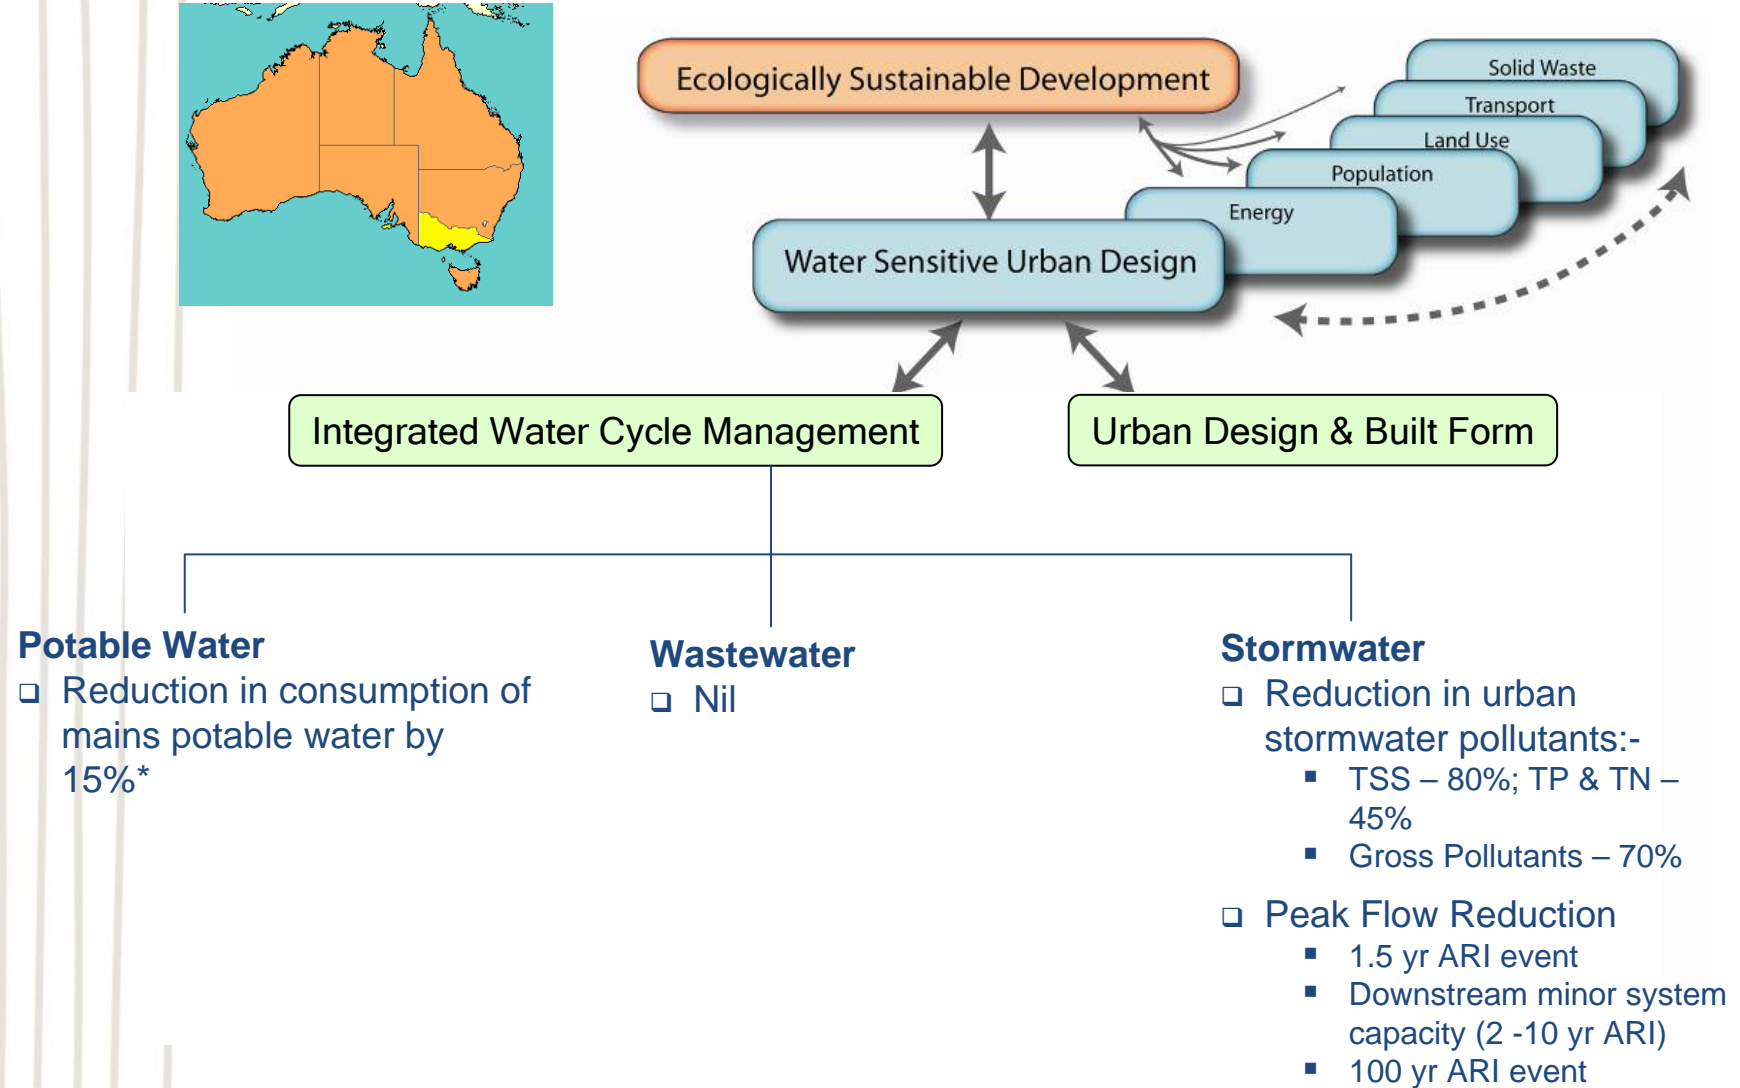 Ecologically Sustainable Development
Solid Waste
Transport
Land Use
Population
Energy
Water Sensitive Urban Design
Integrated Water Cycle Management
Urban Design & Built Form
Potable Water
❑ Reduction in consumption of
mains potable water by
15%*
Wastewater
❑ Nil
Stormwater
❑ Reduction in urban
stormwater pollutants:-
▪ TSS – 80%; TP & TN –
45%
▪ Gross Pollutants – 70%
❑ Peak Flow Reduction
▪ 1.5 yr ARI event
▪ Downstream minor system
capacity (2 -10 yr ARI)
▪ 100 yr ARI event